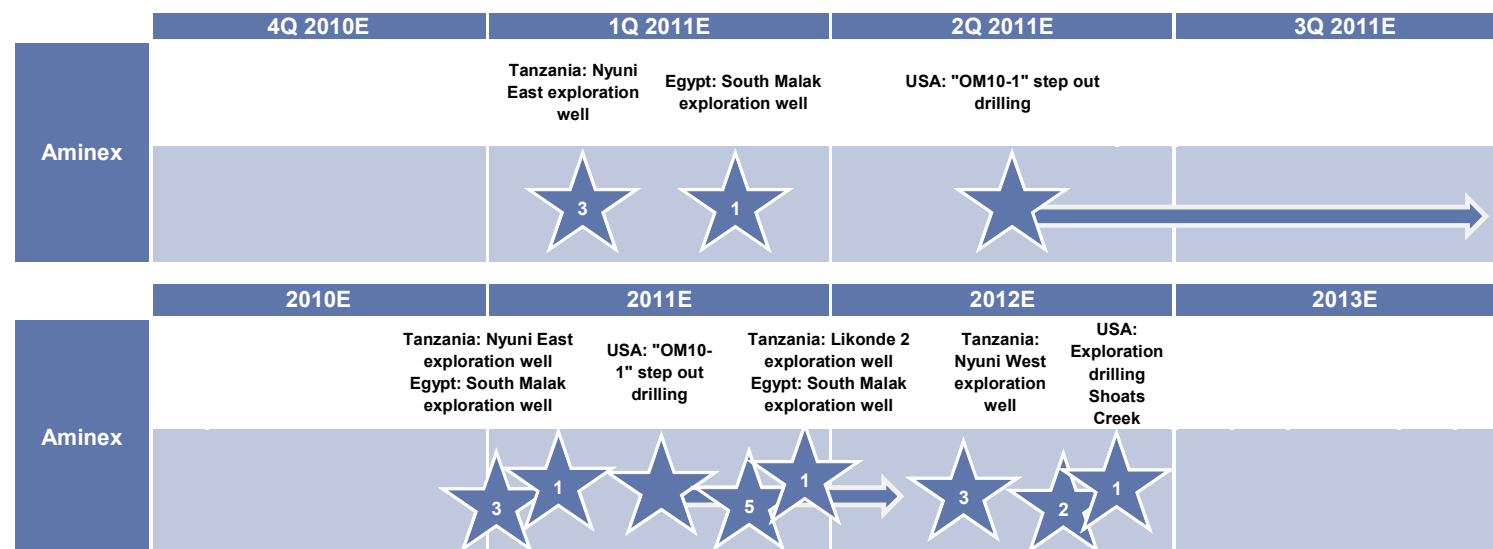 4Q 2010E 1Q 2011E 2Q 2011E 3Q 2011E
Aminex
Tanzania: Nyuni
East exploration
well
Egypt: South Malak
exploration well
USA: "OM10-1" step out
drilling
3
1
2010E 2011E 2012E 2013E
Aminex
Tanzania: Nyuni East
exploration well
Egypt: South Malak
exploration well
USA: "OM10-
1" step out
drilling
Tanzania: Likonde 2
exploration well
Egypt: South Malak
exploration well
Tanzania:
Nyuni West
exploration
well
USA:
Exploration
drilling
Shoats
Creek
3
1
5
1
3
2
1